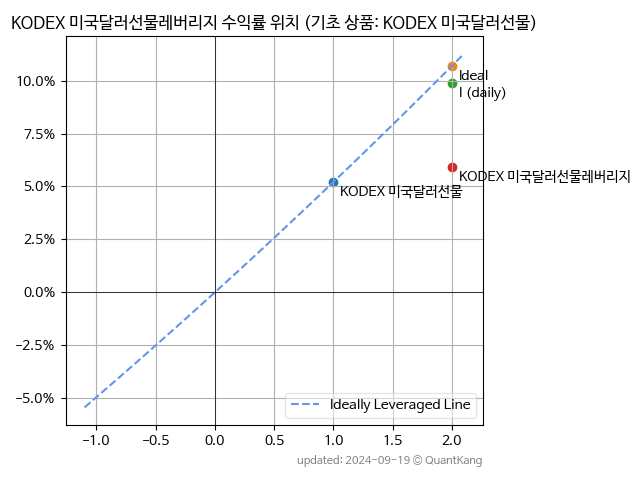 KODEX 미국달러선물레버리지 수익률 위치 (기초 상품: KODEX 미국달러선물)
10.0%
7.5%
5.0%
2.5%
0.0%
−2.5%
−5.0%
Ideal
l (daily)
KODEX 미국달러선물레버리지
KODEX 미국달러선물
Ideally Leveraged Line
−1.0 −0.5 0.0 0.5 1.0 1.5 2.0
updated: 2024-09-19 © QuantKang